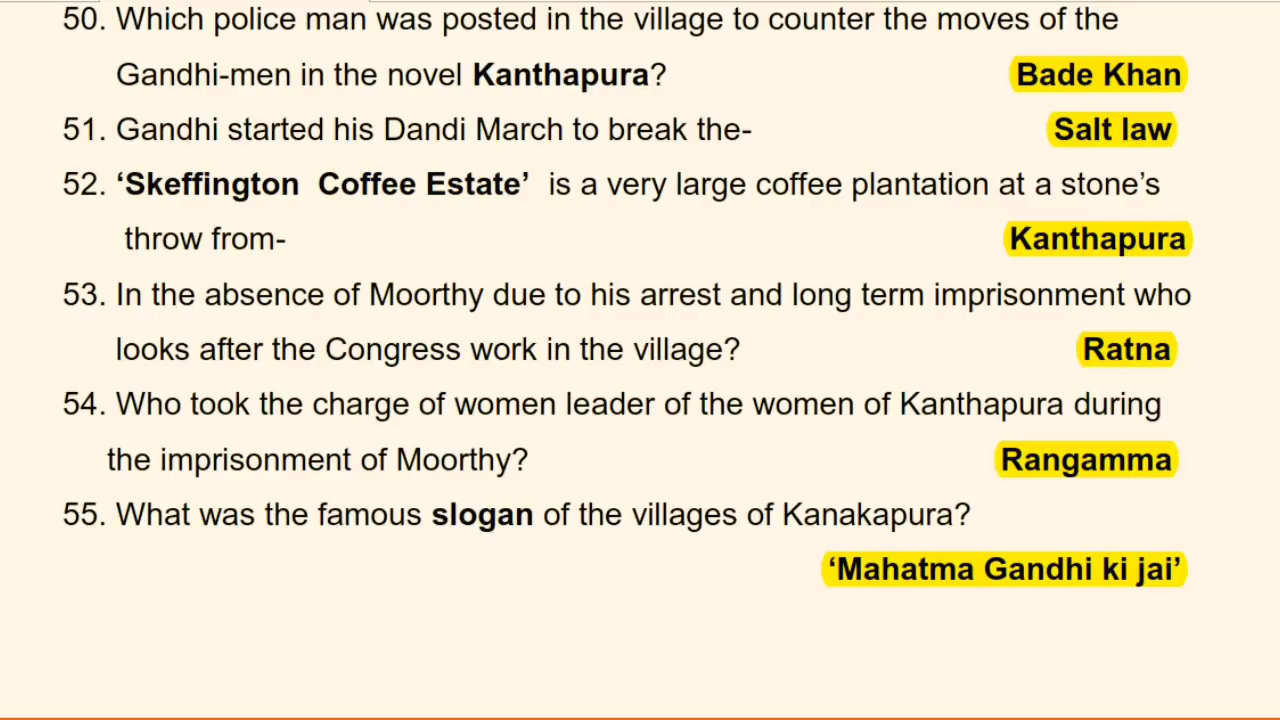 50. Which police man was posted in the village to counter the moves of the
Gandhi-men in the novel Kanthapura? Bade Khan
51. Gandhi started his Dandi March to break the- Salt law
52. ‘Skeffington Coffee Estate’ is a very large coffee plantation at a stone’s
throw from- Kanthapura
53. In the absence of Moorthy due to his arrest and long term imprisonment who
looks after the Congress work in the village? Ratna
54. Who took the charge of women leader of the women of Kanthapura during
the imprisonment of Moorthy? Rangamma
55. What was the famous slogan of the villages of Kanakapura?
‘Mahatma Gandhi ki jai’